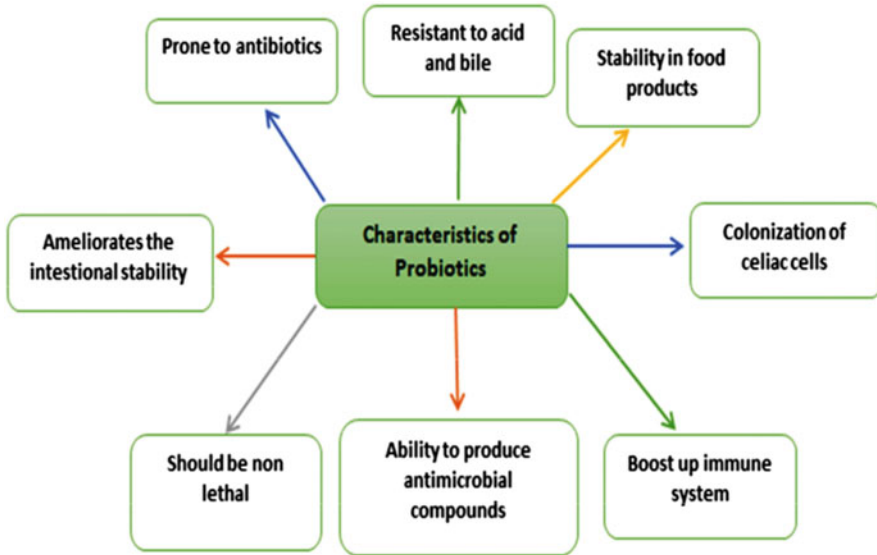 Prone to antibiotics
Resistant to acid
and bile
Stability in food
products
Ameliorates the
intestional stability
Characteristics of
Probiotics
Colonization of
celiac cells
Should be non
lethal
Ability to produce
antimicrobial
compounds
Boost up immune
system